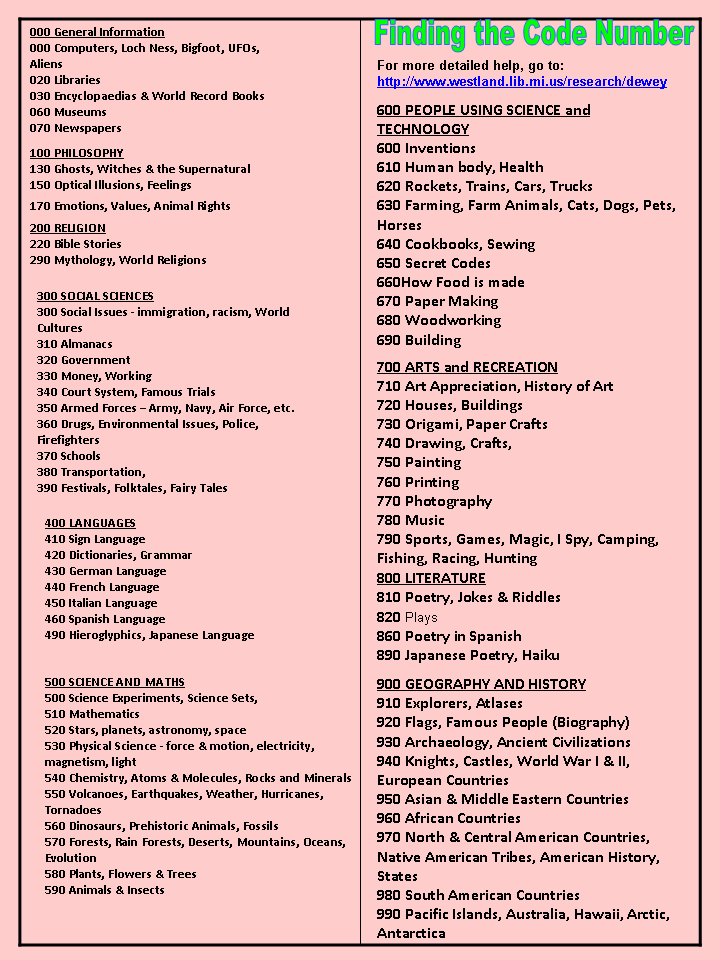 000 General Information
000 Computers, Loch Ness, Bigfoot, UFOs,
Aliens
020 Libraries
030 Encyclopaedias & World Record Books
060 Museums
070 Newspapers
100 PHILOSOPHY
130 Ghosts, Witches & the Supernatural
150 Optical Illusions, Feelings
170 Emotions, Values, Animal Rights
200 RELIGION
220 Bible Stories
290 Mythology, World Religions
300 SOCIAL SCIENCES
300 Social Issues - immigration, racism, World
Cultures
310 Almanacs
320 Government
330 Money, Working
340 Court System, Famous Trials
350 Armed Forces – Army, Navy, Air Force, etc.
360 Drugs, Environmental Issues, Police,
Firefighters
370 Schools
380 Transportation,
390 Festivals, Folktales, Fairy Tales
400 LANGUAGES
410 Sign Language
420 Dictionaries, Grammar
430 German Language
440 French Language
450 Italian Language
460 Spanish Language
490 Hieroglyphics, Japanese Language
500 SCIENCE AND MATHS
500 Science Experiments, Science Sets,
510 Mathematics
520 Stars, planets, astronomy, space
530 Physical Science - force & motion, electricity,
magnetism, light
540 Chemistry, Atoms & Molecules, Rocks and Minerals
550 Volcanoes, Earthquakes, Weather, Hurricanes,
Tornadoes
560 Dinosaurs, Prehistoric Animals, Fossils
570 Forests, Rain Forests, Deserts, Mountains, Oceans,
Evolution
580 Plants, Flowers & Trees
590 Animals & Insects
Finding the Code Number
For more detailed help, go to:
http://www.westland.lib.mi.us/research/dewey
600 PEOPLE USING SCIENCE and
TECHNOLOGY
600 Inventions
610 Human body, Health
620 Rockets, Trains, Cars, Trucks
630 Farming, Farm Animals, Cats, Dogs, Pets,
Horses
640 Cookbooks, Sewing
650 Secret Codes
660How Food is made
670 Paper Making
680 Woodworking
690 Building
700 ARTS and RECREATION
710 Art Appreciation, History of Art
720 Houses, Buildings
730 Origami, Paper Crafts
740 Drawing, Crafts,
750 Painting
760 Printing
770 Photography
780 Music
790 Sports, Games, Magic, I Spy, Camping,
Fishing, Racing, Hunting
800 LITERATURE
810 Poetry, Jokes & Riddles
820 Plays
860 Poetry in Spanish
890 Japanese Poetry, Haiku
900 GEOGRAPHY AND HISTORY
910 Explorers, Atlases
920 Flags, Famous People (Biography)
930 Archaeology, Ancient Civilizations
940 Knights, Castles, World War I & II,
European Countries
950 Asian & Middle Eastern Countries
960 African Countries
970 North & Central American Countries,
Native American Tribes, American History,
States
980 South American Countries
990 Pacific Islands, Australia, Hawaii, Arctic,
Antarctica